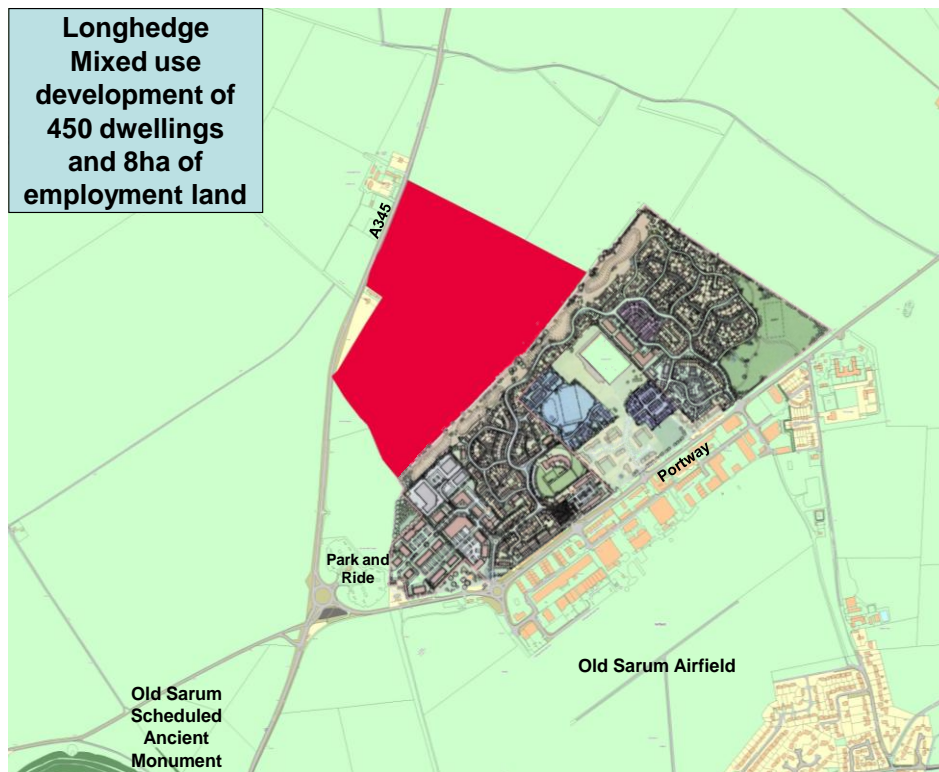 Longhedge
Mixed use
development of
450 dwellings
and 8ha of
employment land
A345
Portway
Park and
Ride
Old Sarum Airfield
Old Sarum
Scheduled
Ancient
Monument